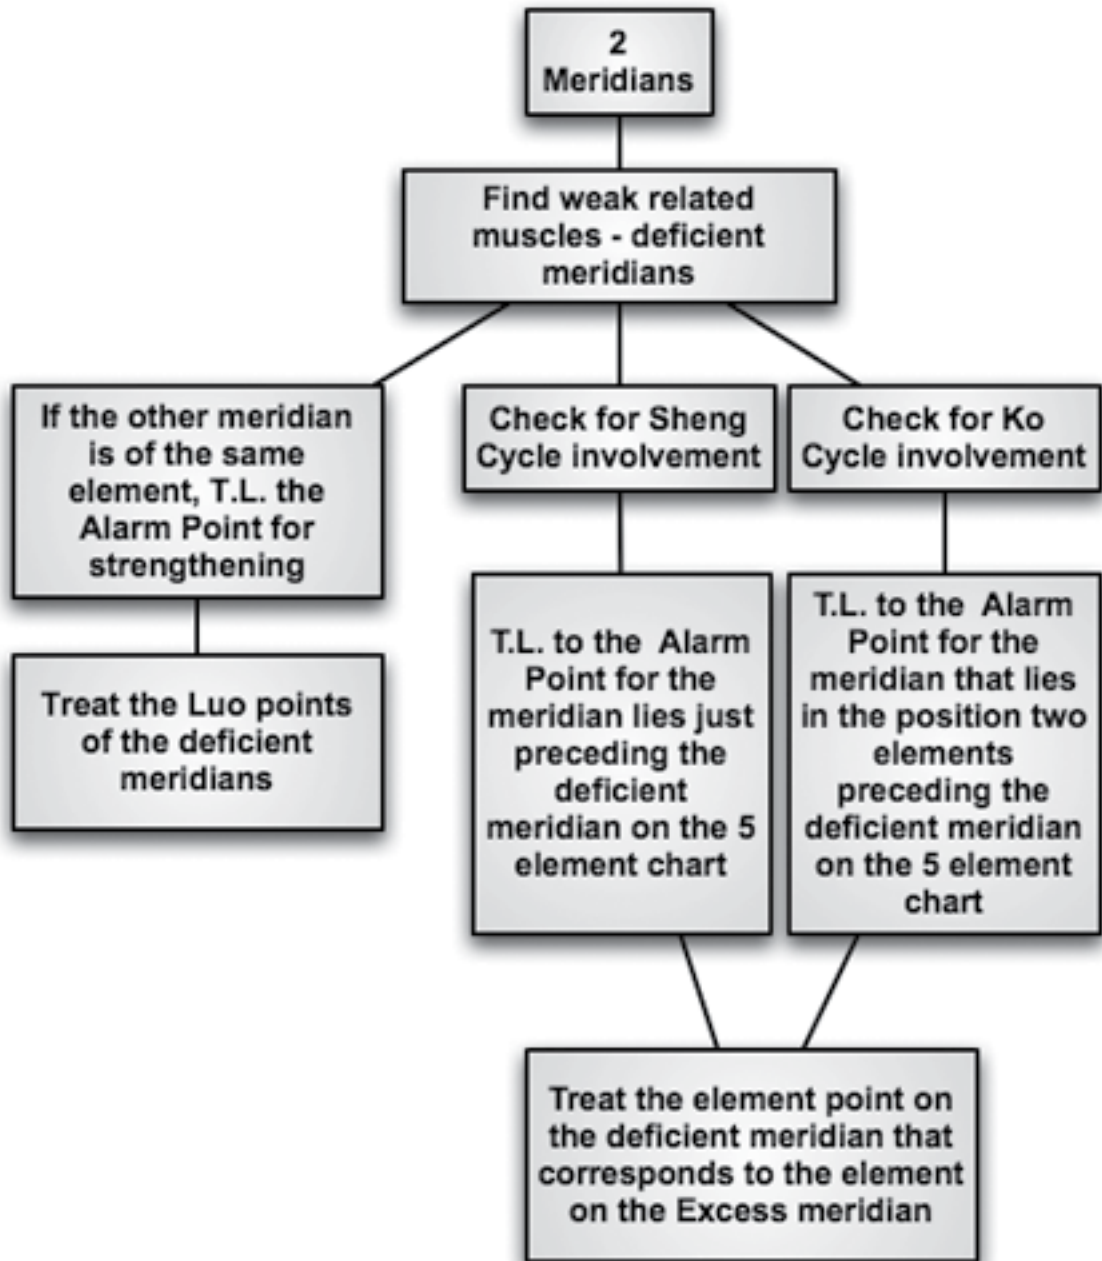 2
Meridians
Find weak related
muscles - deficient
meridians
If the other meridian
is of the same
element, T.L. the
Alarm Point for
strengthening
Treat the Luo points
of the deficient
meridians
Check for Sheng
Cycle involvement
T.L. to the Alarm
Point for the
meridian lies just
preceding the
deficient
meridian on the 5
element chart
Check for Ko
Cycle involvement
T.L. to the Alarm
Point for the
meridian that lies
in the position two
elements
preceding the
deficient meridian
on the 5 element
chart
Treat the element point on
the deficient meridian that
corresponds to the element
on the Excess meridian